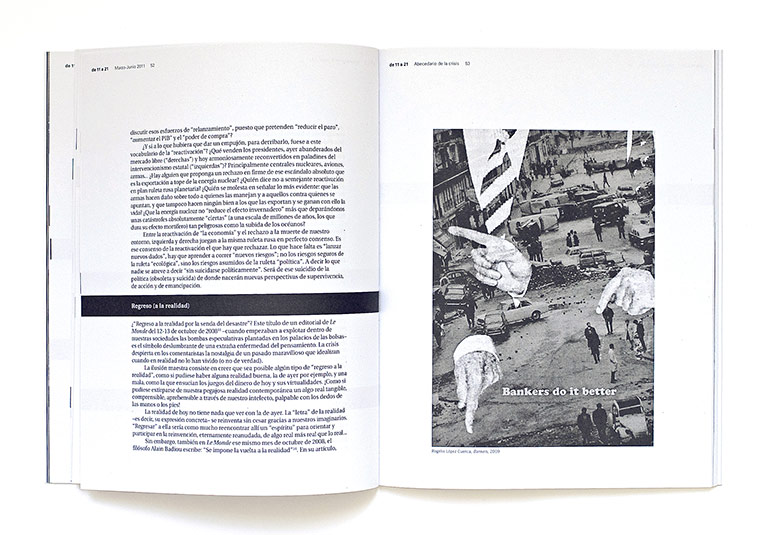 de 11 a 21 Marzo-Junio 2011 52
discutir esos esfuerzos de "relanzamiento", puesto que pretenden "reducir el paro",
"aumentar el PIB" y el "poder de compra"?
¿Y si a lo que hubiera que dar un empujón, para derribarlo, fuese a este
vocabulario de la "reactivación"? ¿Qué venden los presidentes, ayer abanderados del
mercado libre ("derechas") y hoy armoniosamente reconvertidos en paladines del
intervencionismo estatal ("izquierdas")? Principalmente centrales nucleares, aviones,
armas... ¿Hay alguien que proponga un rechazo en firme de ese escándalo absoluto que
es la exportación a tope de la energía nuclear? ¿Quién dice no a semejante reactivación
en plan ruleta rusa planetaria? ¿Quién se molesta en señalar lo más evidente: que las
armas hacen daño sobre todo a quienes las manejan y a aquellos contra quienes se
apuntan, y que tampoco hacen ningún bien a los que las exportan y se ganan con ello la
vida? ¿Que la energía nuclear no "reduce el efecto invernadero" más que deparándonos
unas catástrofes absolutamente "ciertas" (a una escala de millones de años, los que
dura su efecto mortífero) tan peligrosas como la subida de los océanos?
Entre la reactivación de "la economía" y el rechazo a la muerte de nuestro
entorno, izquierda y derecha juegan a la misma ruleta rusa en perfecto consenso. Es
ese consenso de la reactivación el que hay que rechazar. Lo que hace falta es "lanzar
nuevos dados", hay que aprender a correr "nuevos riesgos"; no los riesgos seguros de
la ruleta "ecológica", sino los riesgos asumidos de la ruleta "política". A decir lo que
nadie se atreve a decir "sin suicidarse políticamente". Será de ese suicidio de la
política (obsoleta y suicida) de donde nacerán nuevas perspectivas de supervivencia,
de acción y de emancipación.
Regreso (a la realidad)
¿"Regreso a la realidad por la senda del desastre"? Este título de un editorial de Le
Monde del 12-13 de octubre de 2008 –cuando empezaban a explotar dentro de
nuestras sociedades las bombas especulativas plantadas en los palacios de las bolsas–
es el símbolo deslumbrante de una extraña enfermedad del pensamiento. La crisis
despierta en los comentaristas la nostalgia de un pasado maravilloso que idealizan
cuando en realidad no lo han vivido (o no de verdad).
La ilusión maestra consiste en creer que sea posible algún tipo de "regreso a la
realidad", como si pudiese haber alguna realidad buena, la de ayer por ejemplo, y una
mala, como la que ensucian los juegos del dinero de hoy y sus virtualidades. ¡Como si
pudiese extirparse de nuestra pegajosa realidad contemporánea un algo real tangible,
comprensible, aprehensible a través de nuestro intelecto, palpable con los dedos de
las manos o los pies!
La realidad de hoy no tiene nada que ver con la de ayer. La "letra" de la realidad
–es decir, su expresión concreta– se reinventa sin cesar gracias a nuestros imaginarios.
"Regresar" a ella sería como mucho reencontrar allí un "espíritu" para orientar y
participar en la reinvención, eternamente reanudada, de algo real más real que lo real...
Sin embargo, también en Le Monde ese mismo mes de octubre de 2008, el
filósofo Alain Badiou escribe: "Se impone la vuelta a la realidad". En su artículo,
de 11 a 21 Abecedario de la crisis 53
Bankers do it better
Rogelio López Cuenca, Bankers, 2009